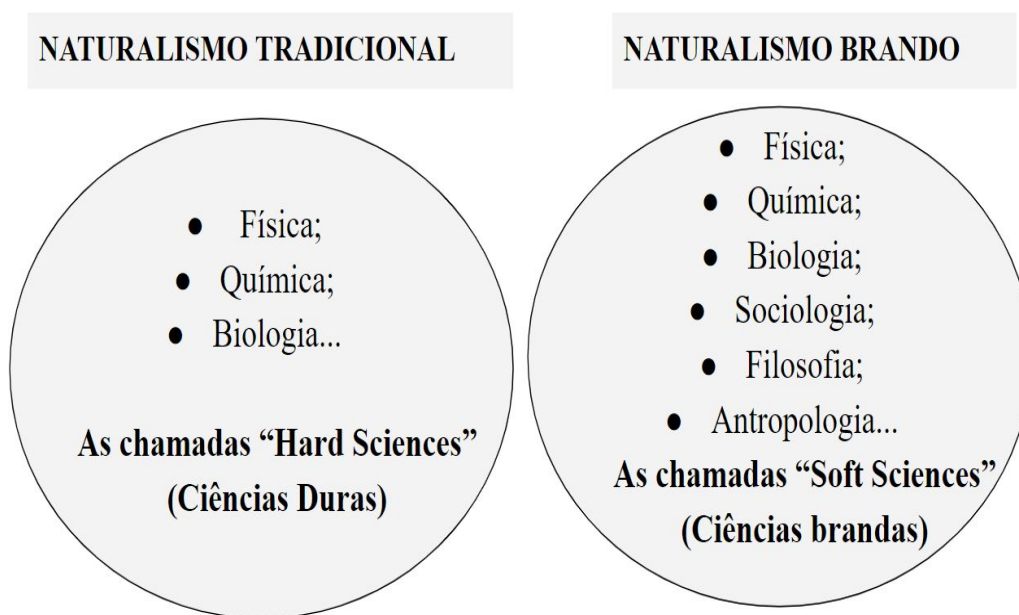 NATURALISMO TRADICIONAL
● Física;
● Química;
● Biologia...
As chamadas “Hard Sciences”
(Ciências Duras)
NATURALISMO BRANDO
● Física;
● Química;
● Biologia;
● Sociologia;
● Filosofia;
● Antropologia...
As chamadas “Soft Sciences”
(Ciências brandas)